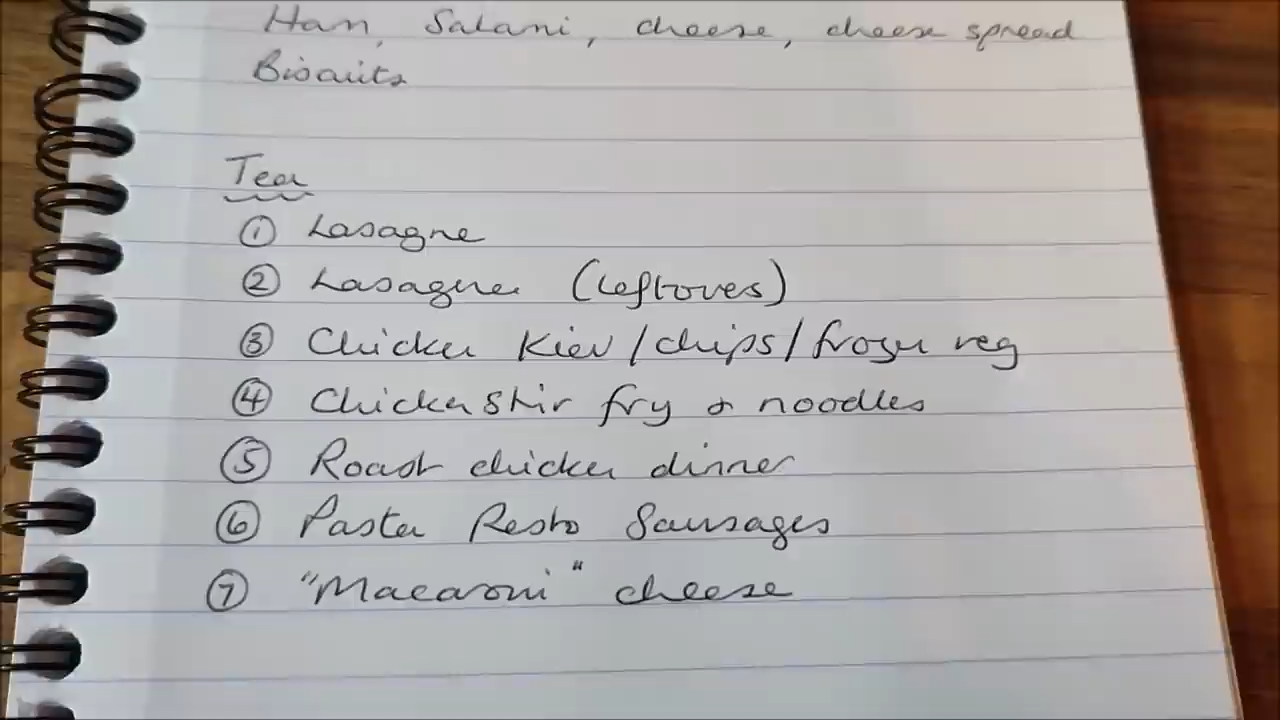 Ham, Salami, cheese, cheese spread
Biscuits
Tea
① Lasagne
② Lasagne (leftovers)
③ Chicken Kiev / chips / frozen veg
④ Chicken Stir fry & noodles
⑤ Roast chicken dinner
⑥ Pasta Pesto Sausages
⑦ "Macaroni" cheese